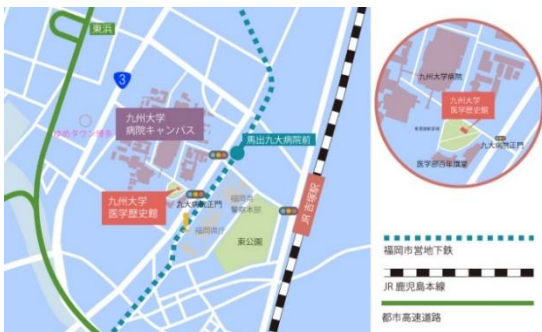 東浜
3
ゆめタウン博多
九州大学
病院キャンパス
馬出九大病院前
九州大学
医学歴史館
九大病院正門
福岡県
警察本部
福岡県庁
東公園
JR 吉塚駅
九州大学病院
九州大学
医学歴史館
九大病院正門
医学部百年講堂
福岡市営地下鉄
JR 鹿児島本線
都市高速道路